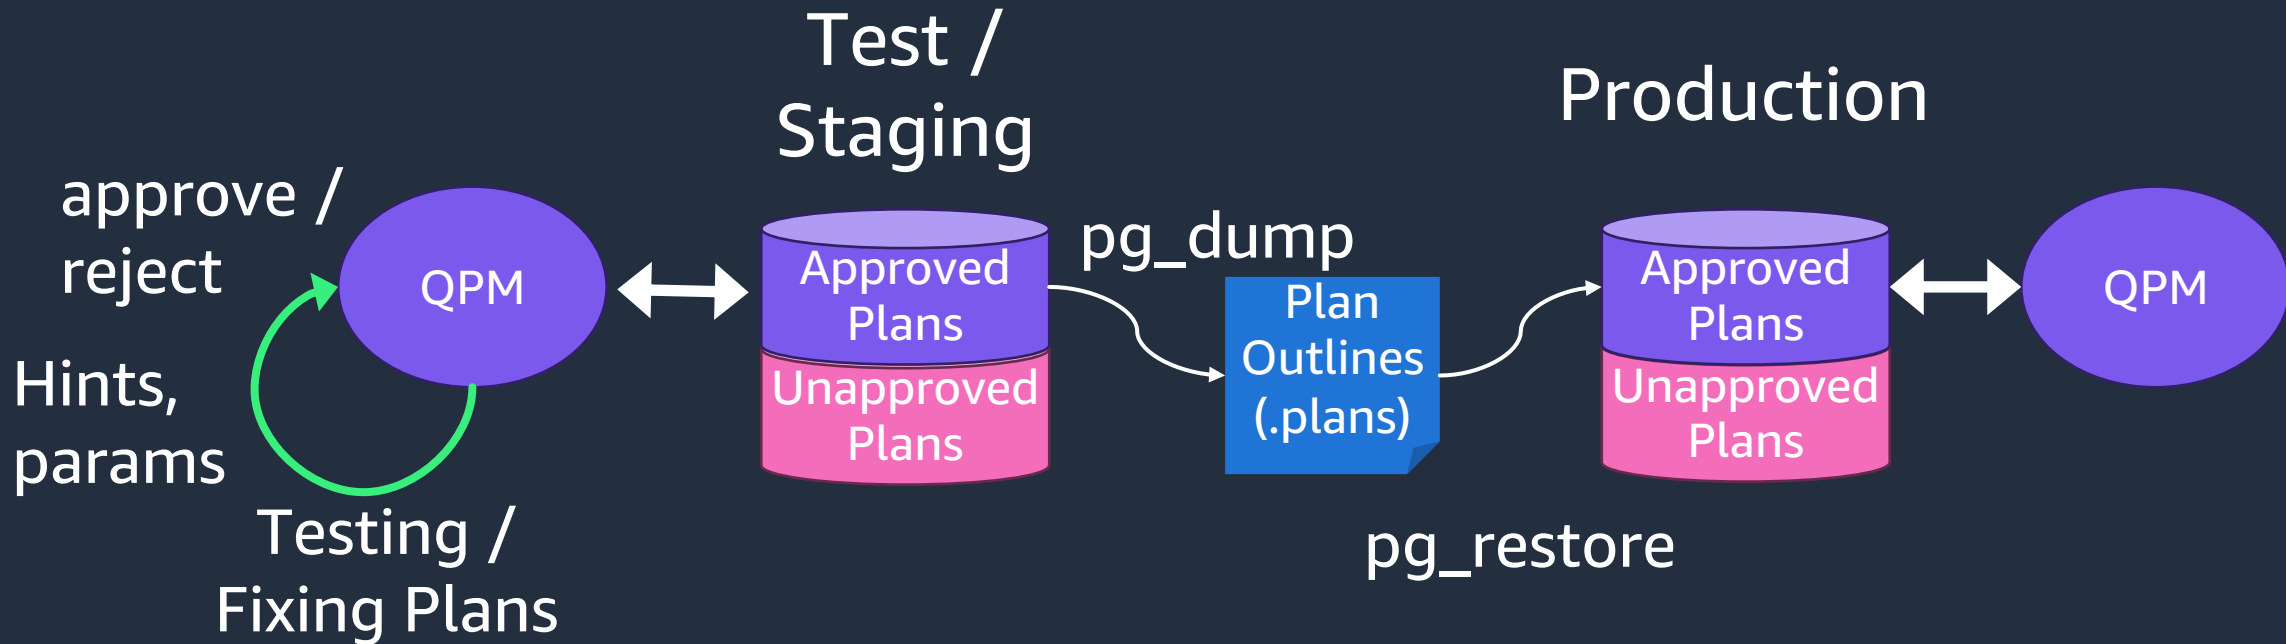 Test /
Staging
Production
approve /
reject
QPM
Hints,
params
Testing /
Fixing Plans
Approved
Plans
Unapproved
Plans
pg_dump
Plan
Outlines
(.plans)
pg_restore
Approved
Plans
Unapproved
Plans
QPM